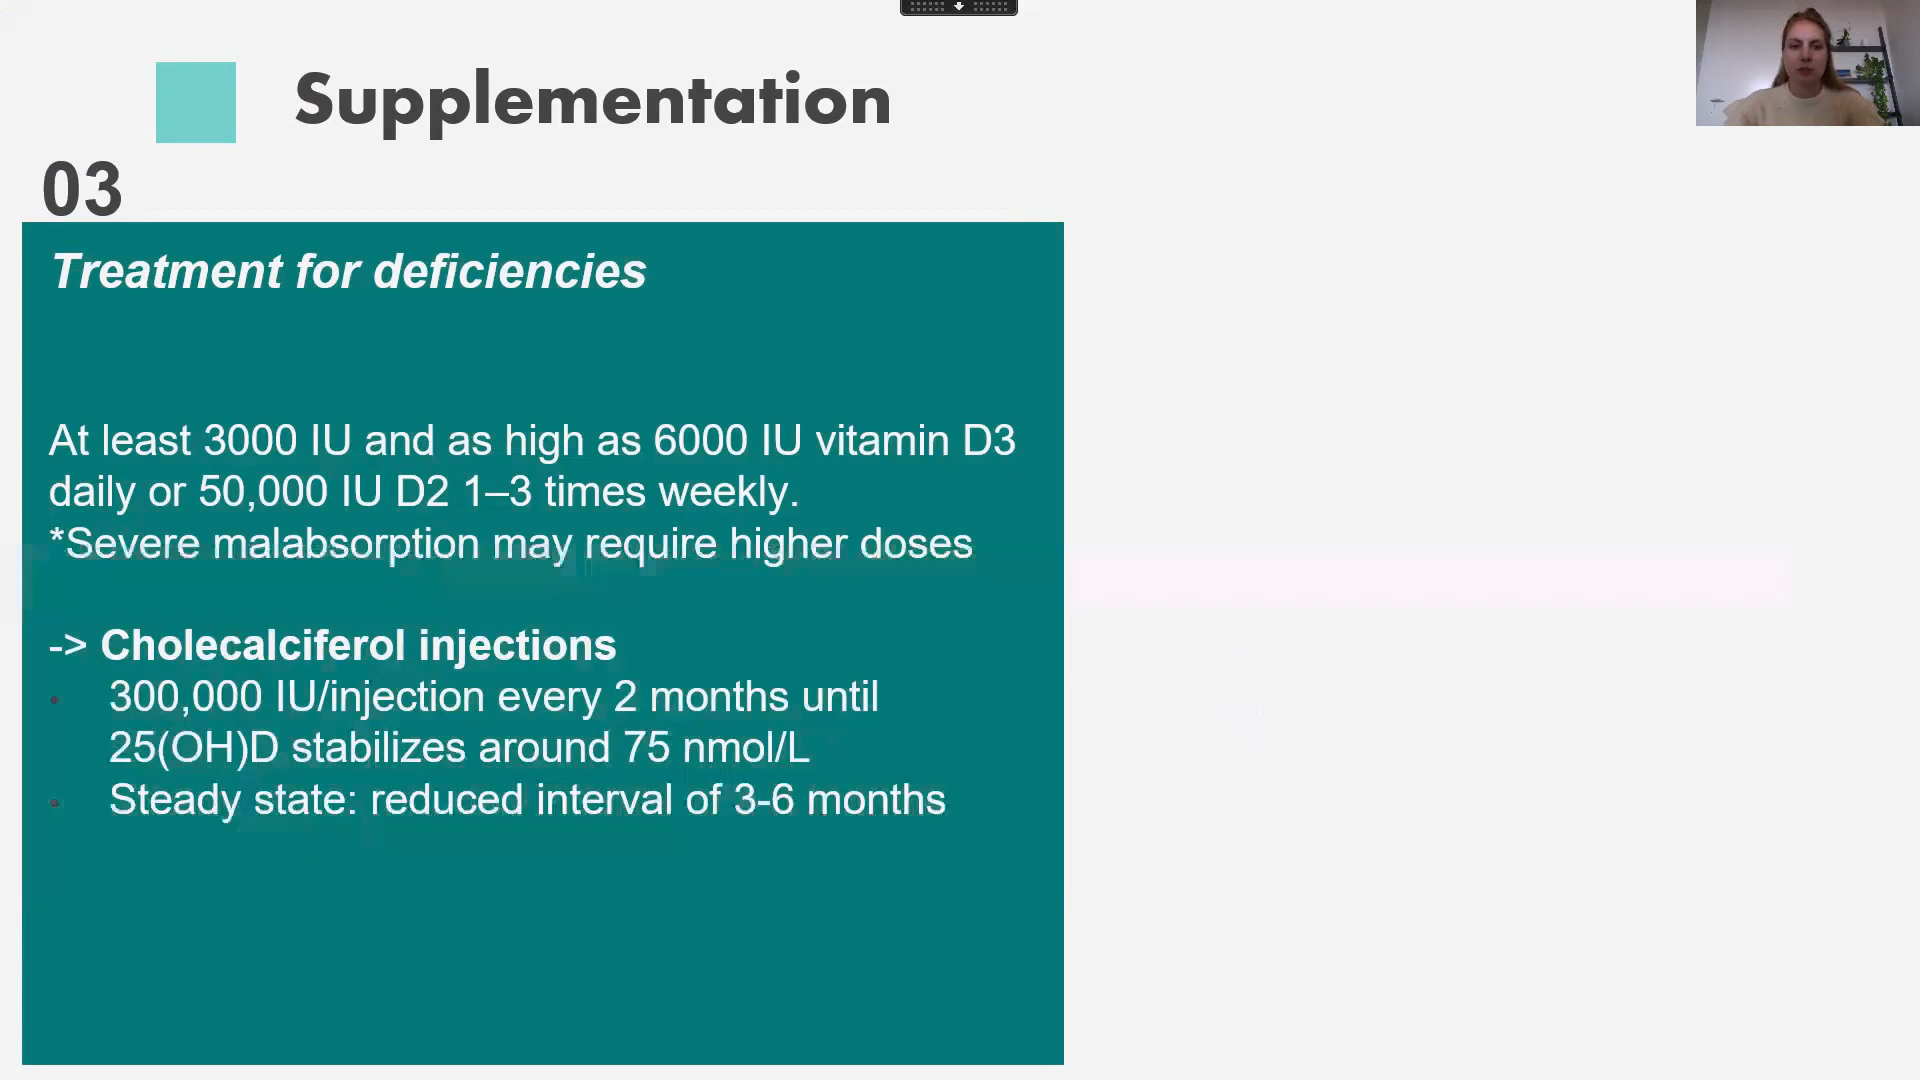 Supplementation
03
Treatment for deficiencies
At least 3000 IU and as high as 6000 IU vitamin D3
daily or 50,000 IU D2 1–3 times weekly.
*Severe malabsorption may require higher doses
-> Cholecalciferol injections
• 300,000 IU/injection every 2 months until
25(OH)D stabilizes around 75 nmol/L
• Steady state: reduced interval of 3-6 months